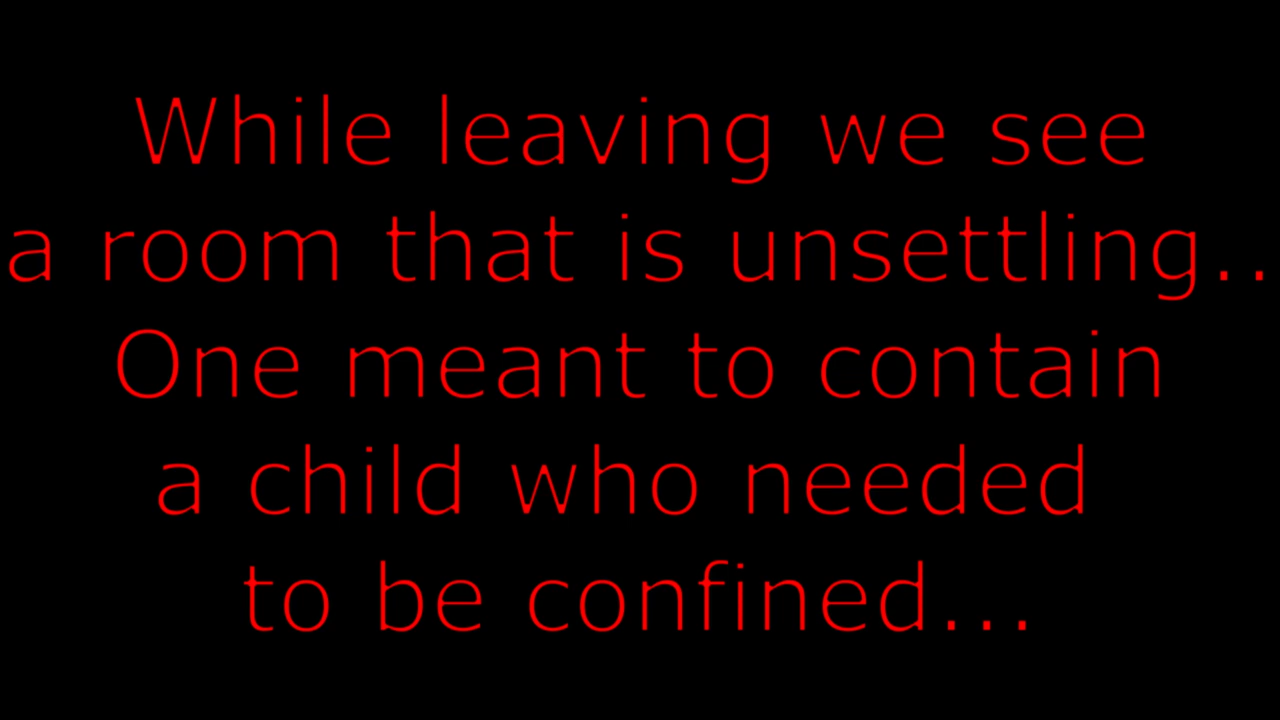 While leaving we see
a room that is unsettling..
One meant to contain
a child who needed
to be confined...